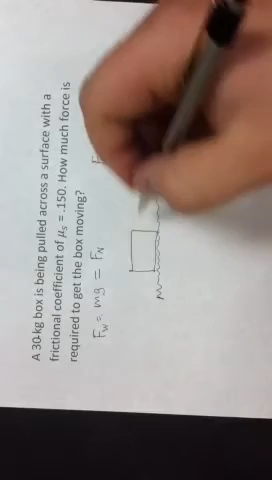 A 30-kg box is being pulled across a surface with a
frictional coefficient of μs = .150. How much force is
required to get the box moving?
Fw = mg = FN
F
μ